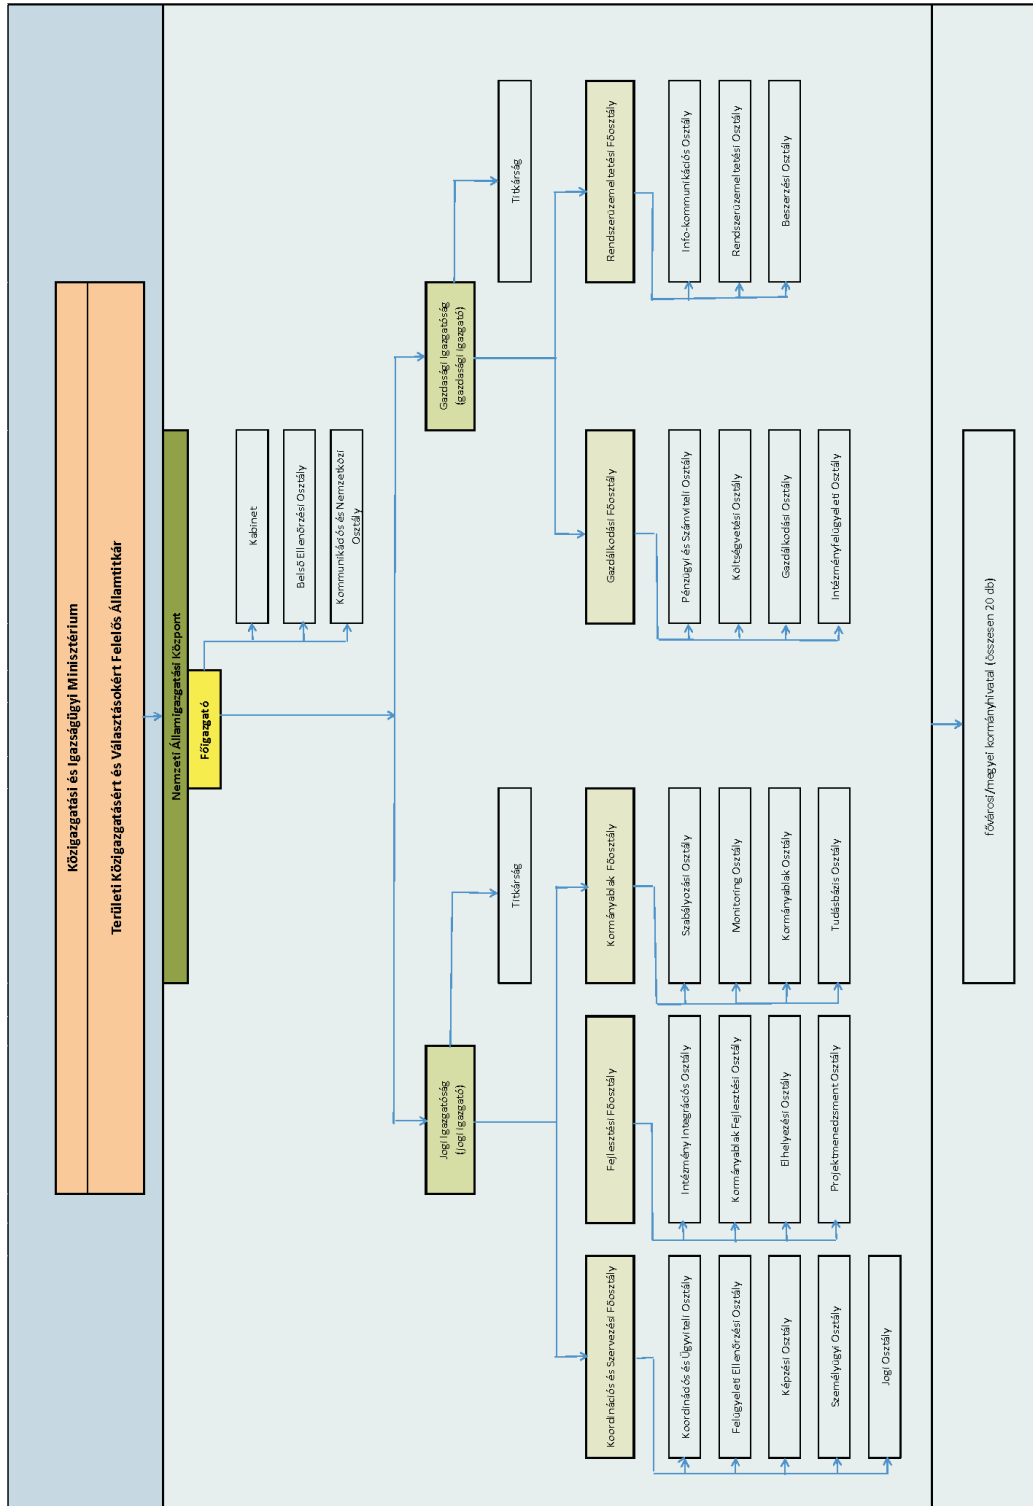 Közigazgatási és Igazságügyi Minisztérium
Területi Közigazgatásért és Választásokért Felelős Államtitkár
Nemzeti Államigazgatási Központ
Főigazgató
Kabinet
Belső Ellenőrzési Osztály
Kommunikációs és Nemzetközi
Osztály
Jogi Igazgatóság
(jogi igazgató)
Titkárság
Koordinációs és Szervezési Főosztály
Koordinációs és Ügyviteli Osztály
Felügyeleti Ellenőrzési Osztály
Képzési Osztály
Személyügyi Osztály
Jogi Osztály
Fejlesztési Főosztály
Intézmény Integrációs Osztály
Kormányablak Fejlesztési Osztály
Elhelyezési Osztály
Projektmenedzsment Osztály
Kormányablak Főosztály
Szabályozási Osztály
Monitoring Osztály
Kormányablak Osztály
Tudásbázis Osztály
Gazdasági Igazgatóság
(gazdasági igazgató)
Titkárság
Gazdálkodási Főosztály
Pénzügyi és Számviteli Osztály
Költségvetési Osztály
Gazdálkodási Osztály
Intézményfelügyeleti Osztály
Rendszerüzemeltetési Főosztály
Info-kommunikációs Osztály
Rendszerüzemeltetési Osztály
Beszerzési Osztály
fővárosi/megyei kormányhivatal (összesen 20 db)